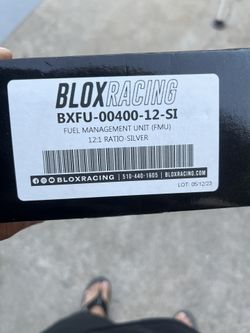 BLOXRACING
BXFU-00400-12-SI
FUEL MANAGEMENT UNIT (FMU)
12:1 RATIO-SILVER
BLOXRACING | 510-440-1605 | BLOXRACING.COM
LOT: 05/12/23